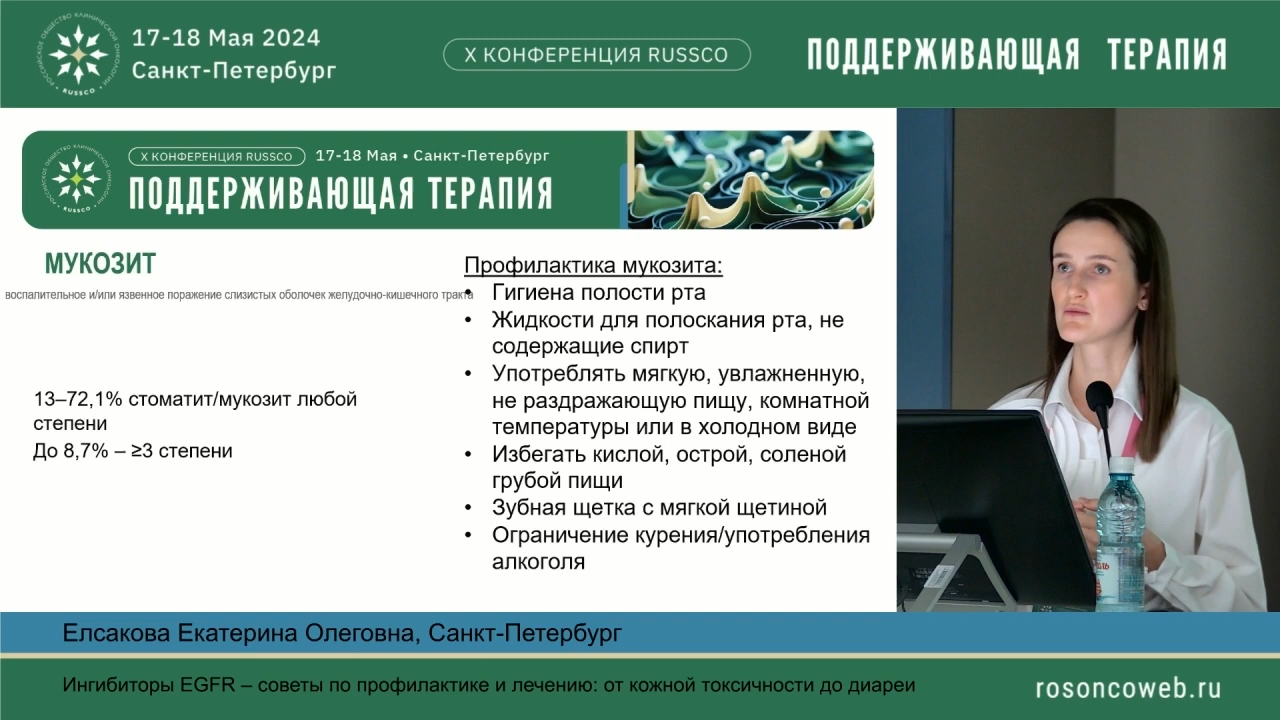 17-18 Мая 2024
Санкт-Петербург
RUSSCO
X КОНФЕРЕНЦИЯ RUSSCO
ПОДДЕРЖИВАЮЩАЯ ТЕРАПИЯ
X КОНФЕРЕНЦИЯ RUSSCO
17-18 Мая • Санкт-Петербург
ПОДДЕРЖИВАЮЩАЯ ТЕРАПИЯ
RUSSCO
МУКОЗИТ
воспалительное и/или язвенное поражение слизистых оболочек желудочно-кишечного тракта
13–72,1% стоматит/мукозит любой
степени
До 8,7% – ≥3 степени
Профилактика мукозита:
• Гигиена полости рта
• Жидкости для полоскания рта, не
содержащие спирт
• Употреблять мягкую, увлажненную,
не раздражающую пищу, комнатной
температуры или в холодном виде
• Избегать кислой, острой, соленой
грубой пищи
• Зубная щетка с мягкой щетиной
• Ограничение курения/употребления
алкоголя
Елсакова Екатерина Олеговна, Санкт-Петербург
Ингибиторы EGFR – советы по профилактике и лечению: от кожной токсичности до диареи
rosoncoweb.ru